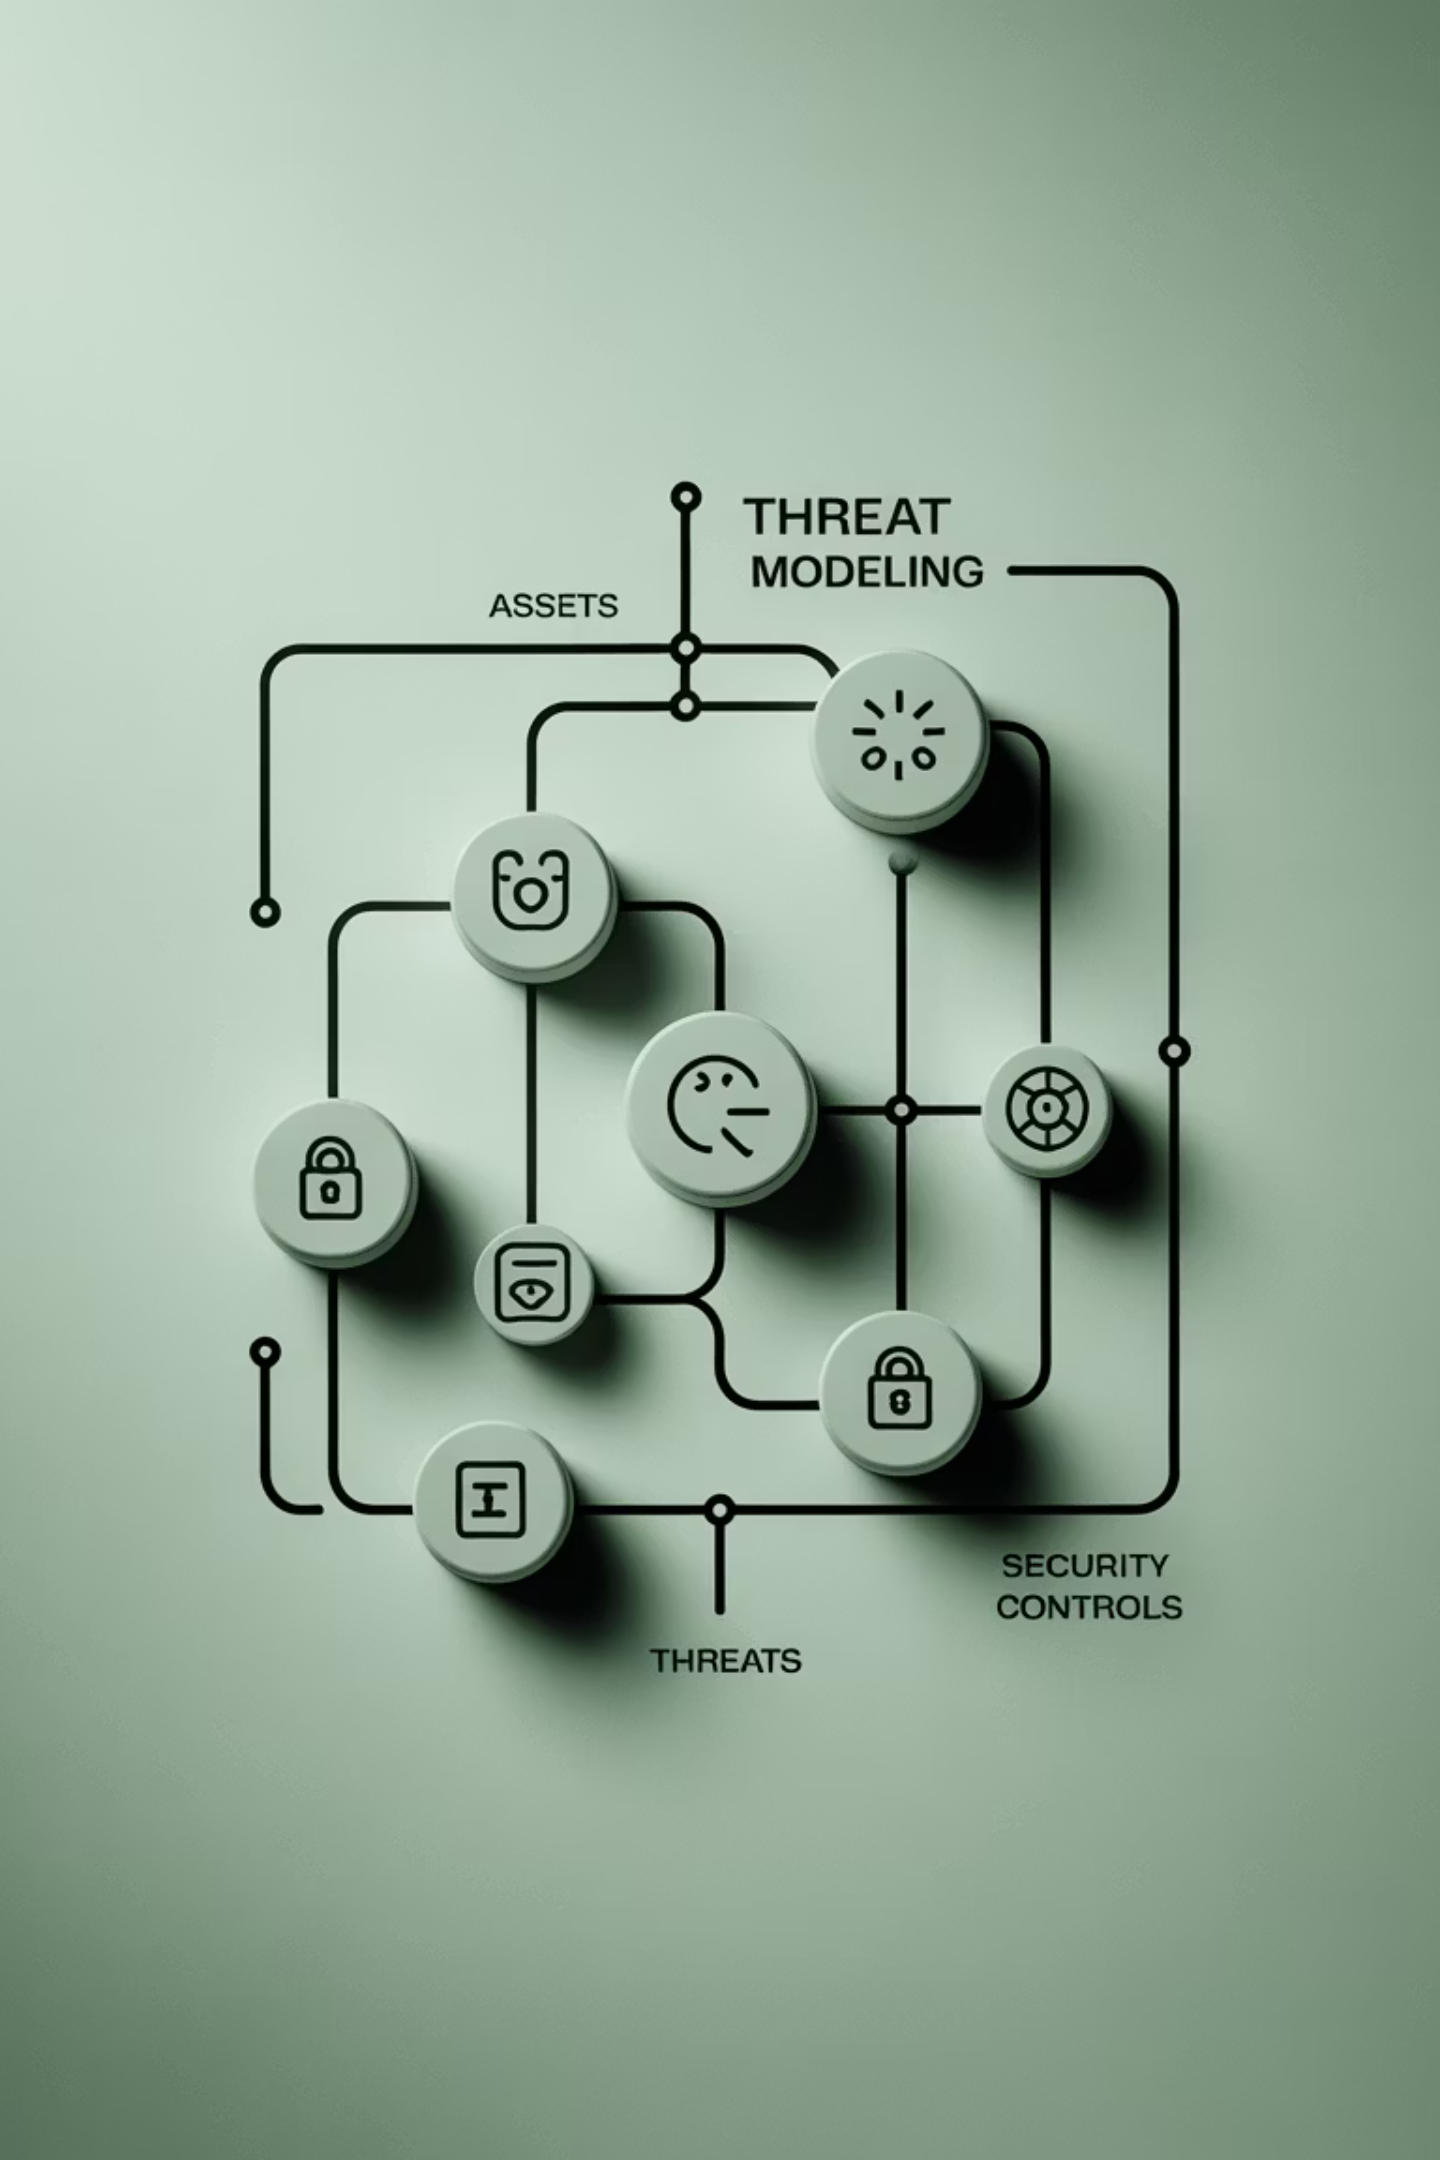 THREAT
MODELING
ASSETS
SECURITY
CONTROLS
THREATS